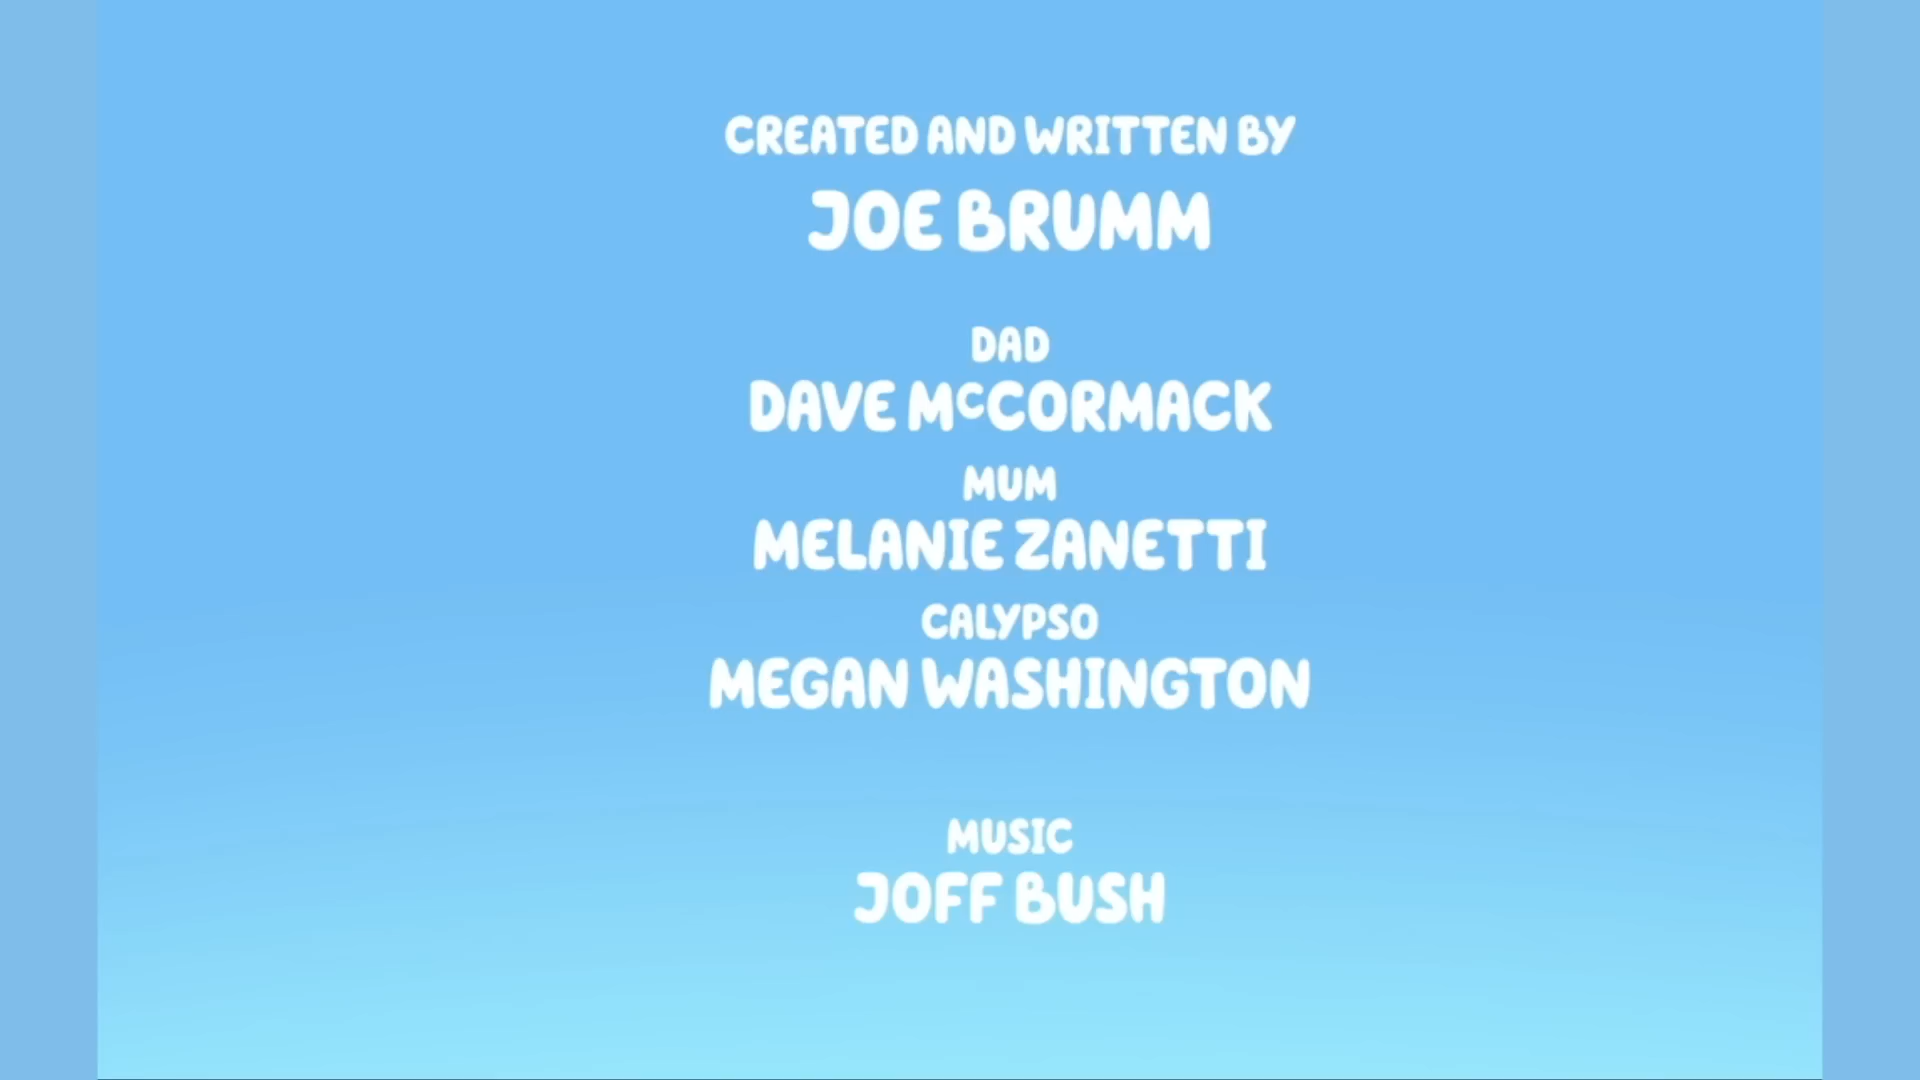 CREATED AND WRITTEN BY
JOE BRUMM
DAD
DAVE McCORMACK
MUM
MELANIE ZANETTI
CALYPSO
MEGAN WASHINGTON
MUSIC
JOFF BUSH